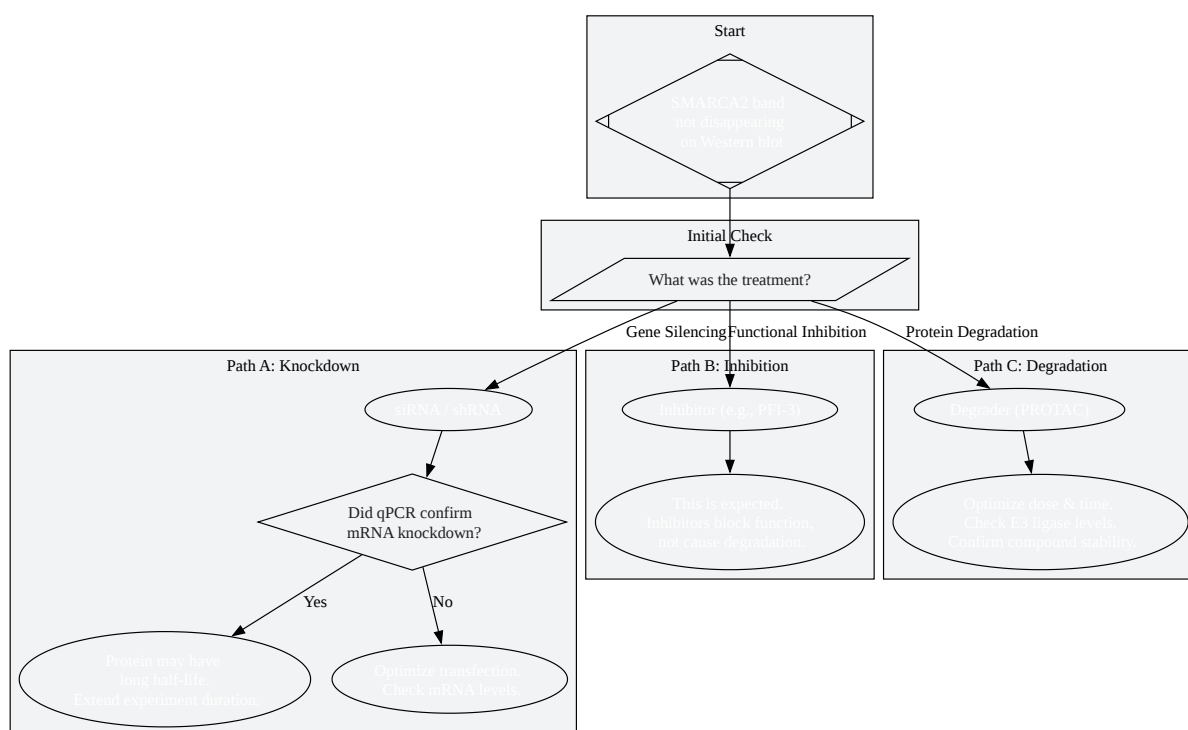 Start
SMARCA2 band
not disappearing
on Western blot
Initial Check
What was the treatment?
Gene Silencing
Functional Inhibition
Protein Degradation
Path A: Knockdown
Path B: Inhibition
Path C: Degradation
siRNA / shRNA
Inhibitor (e.g., PFI-3)
Degrader (PROTAC)
Did qPCR confirm
mRNA knockdown?
This is expected.
Inhibitors block function,
not cause degradation.
Optimize dose & time.
Check E3 ligase levels.
Confirm compound stability.
Yes
No
Protein may have
long half-life.
Extend experiment duration.
Optimize transfection.
Check mRNA levels.